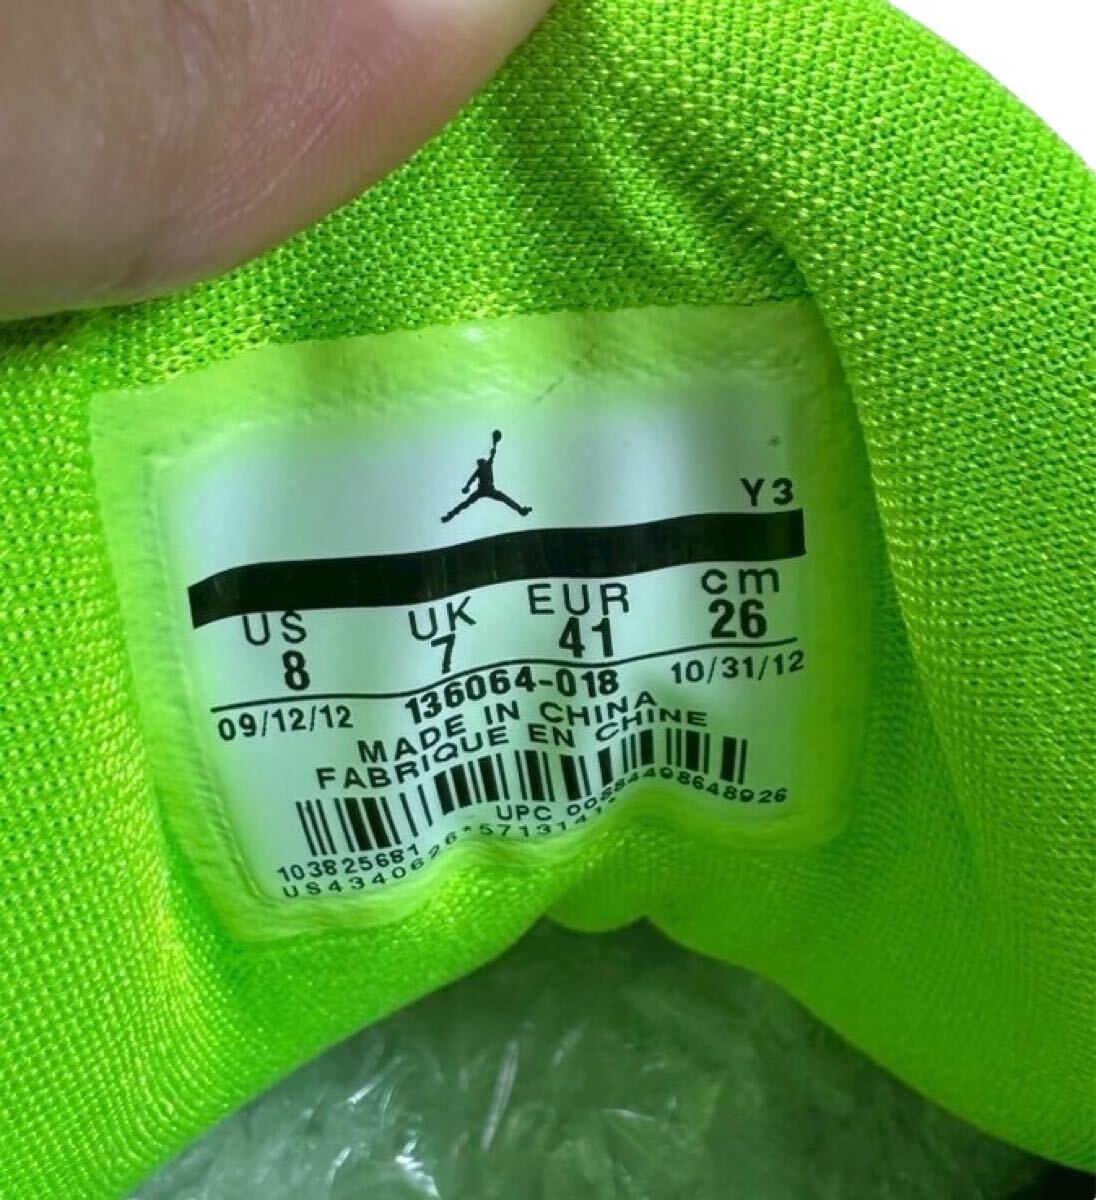 Y3
US UK EUR cm
8 7 41 26
09/12/12 136064-018 10/31/12
MADE IN CHINA
FABRIQUE EN CHINE
UPC 00884498648926
103825681
US4340626*571314